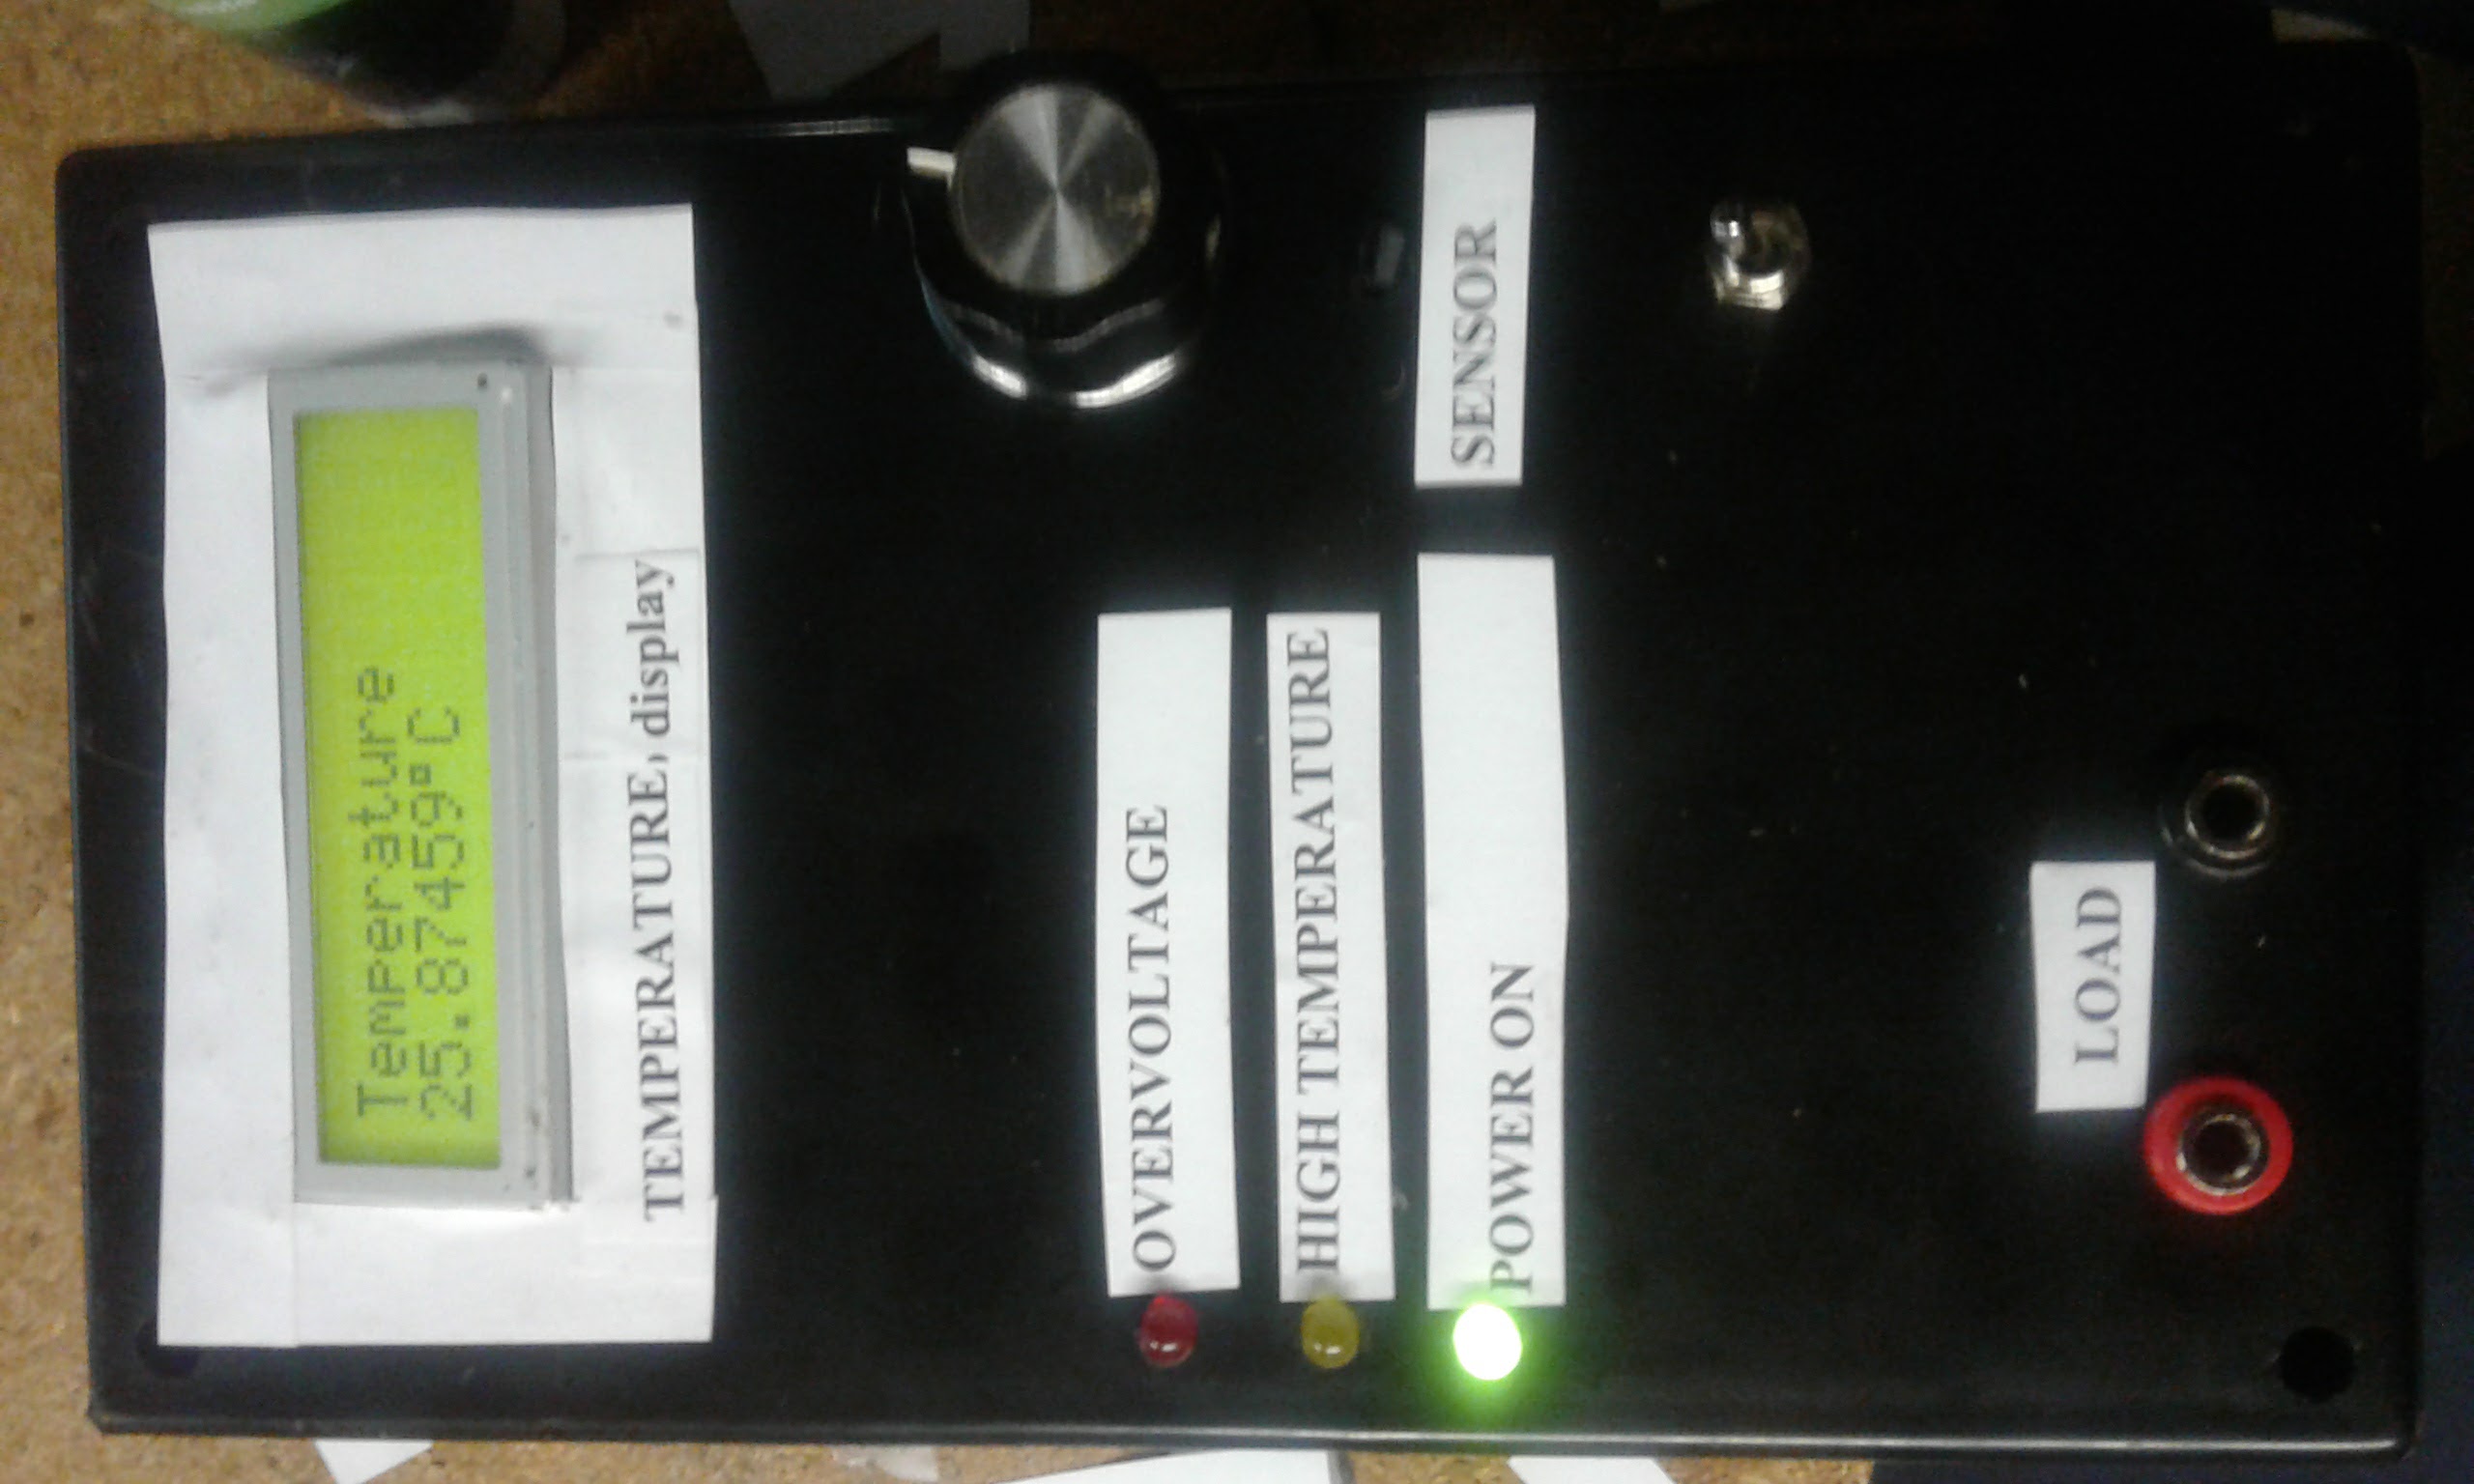 Temperature
25.87459°C
TEMPERATURE, display
OVERVOLTAGE
HIGH TEMPERATURE
POWER ON
SENSOR
LOAD